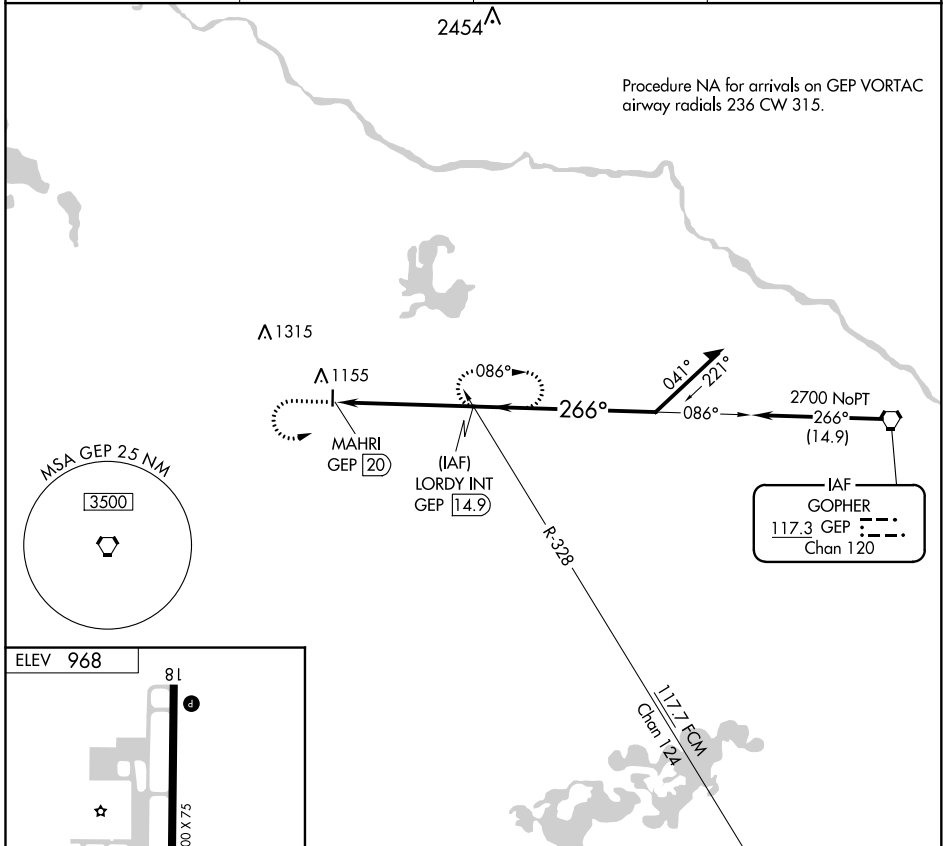 2454
Procedure NA for arrivals on GEP VORTAC
airway radials 236 CW 315.
1315
1155
086°
041°
221°
266°
086°
2700 NoPT
266°
(14.9)
MAHRI
GEP 20
(IAF)
LORDY INT
GEP 14.9
IAF
GOPHER
117.3 GEP
Chan 120
MSA GEP 25 NM
3500
R-328
117.7 FCM
Chan 124
ELEV 968
18
P
00 X 75